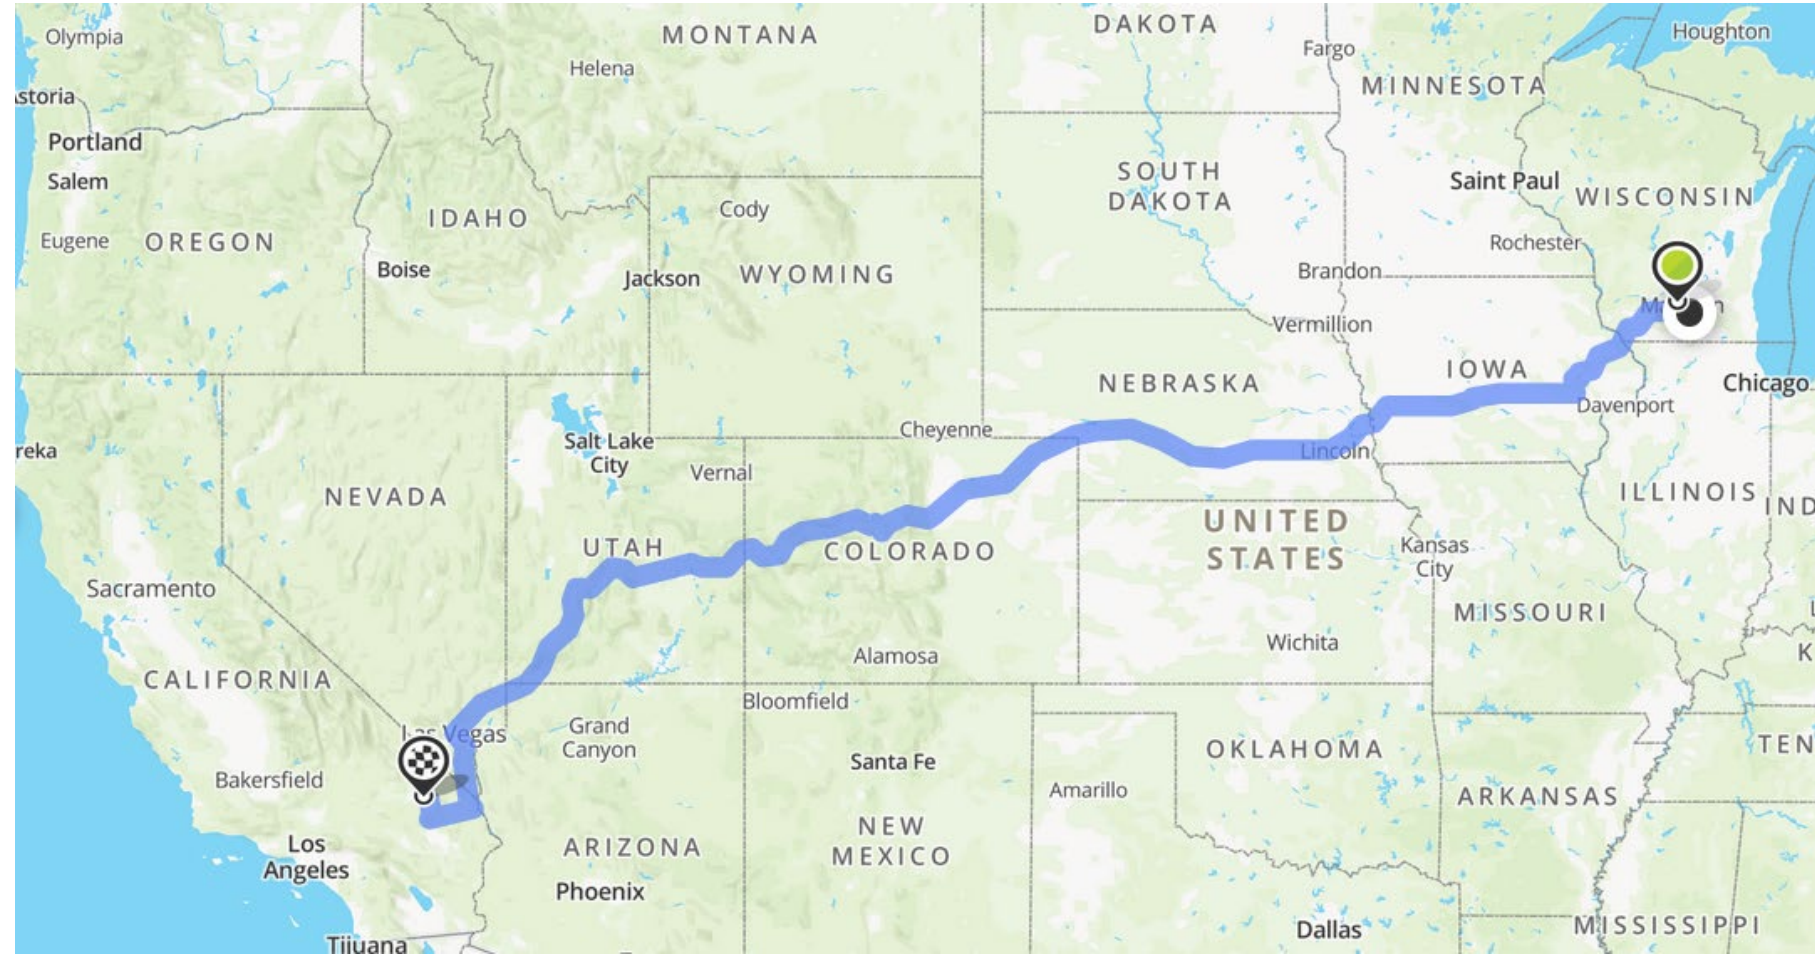 Olympia
MONTANA
DAKOTA
Houghton
Helena
Fargo
MINNESOTA
storia
Portland
Salem
SOUTH
DAKOTA
Saint Paul
WISCONSIN
IDAHO
Cody
Eugene
OREGON
Rochester
Boise
Jackson
WYOMING
Brandon
Vermillion
IOWA
NEBRASKA
Chicago
Davenport
Cheyenne
reka
Salt Lake
City
Vernal
Lincoln
NEVADA
ILLINOIS
IND
UTAH
COLORADO
UNITED
STATES
Kansas
City
Sacramento
MISSOURI
Wichita
Alamosa
K
CALIFORNIA
Bloomfield
Las Vegas
Grand
Canyon
Santa Fe
OKLAHOMA
TEN
Bakersfield
Amarillo
ARKANSAS
Los
Angeles
ARIZONA
NEW
MEXICO
Phoenix
Dallas
MISSISSIPPI
Tijuana